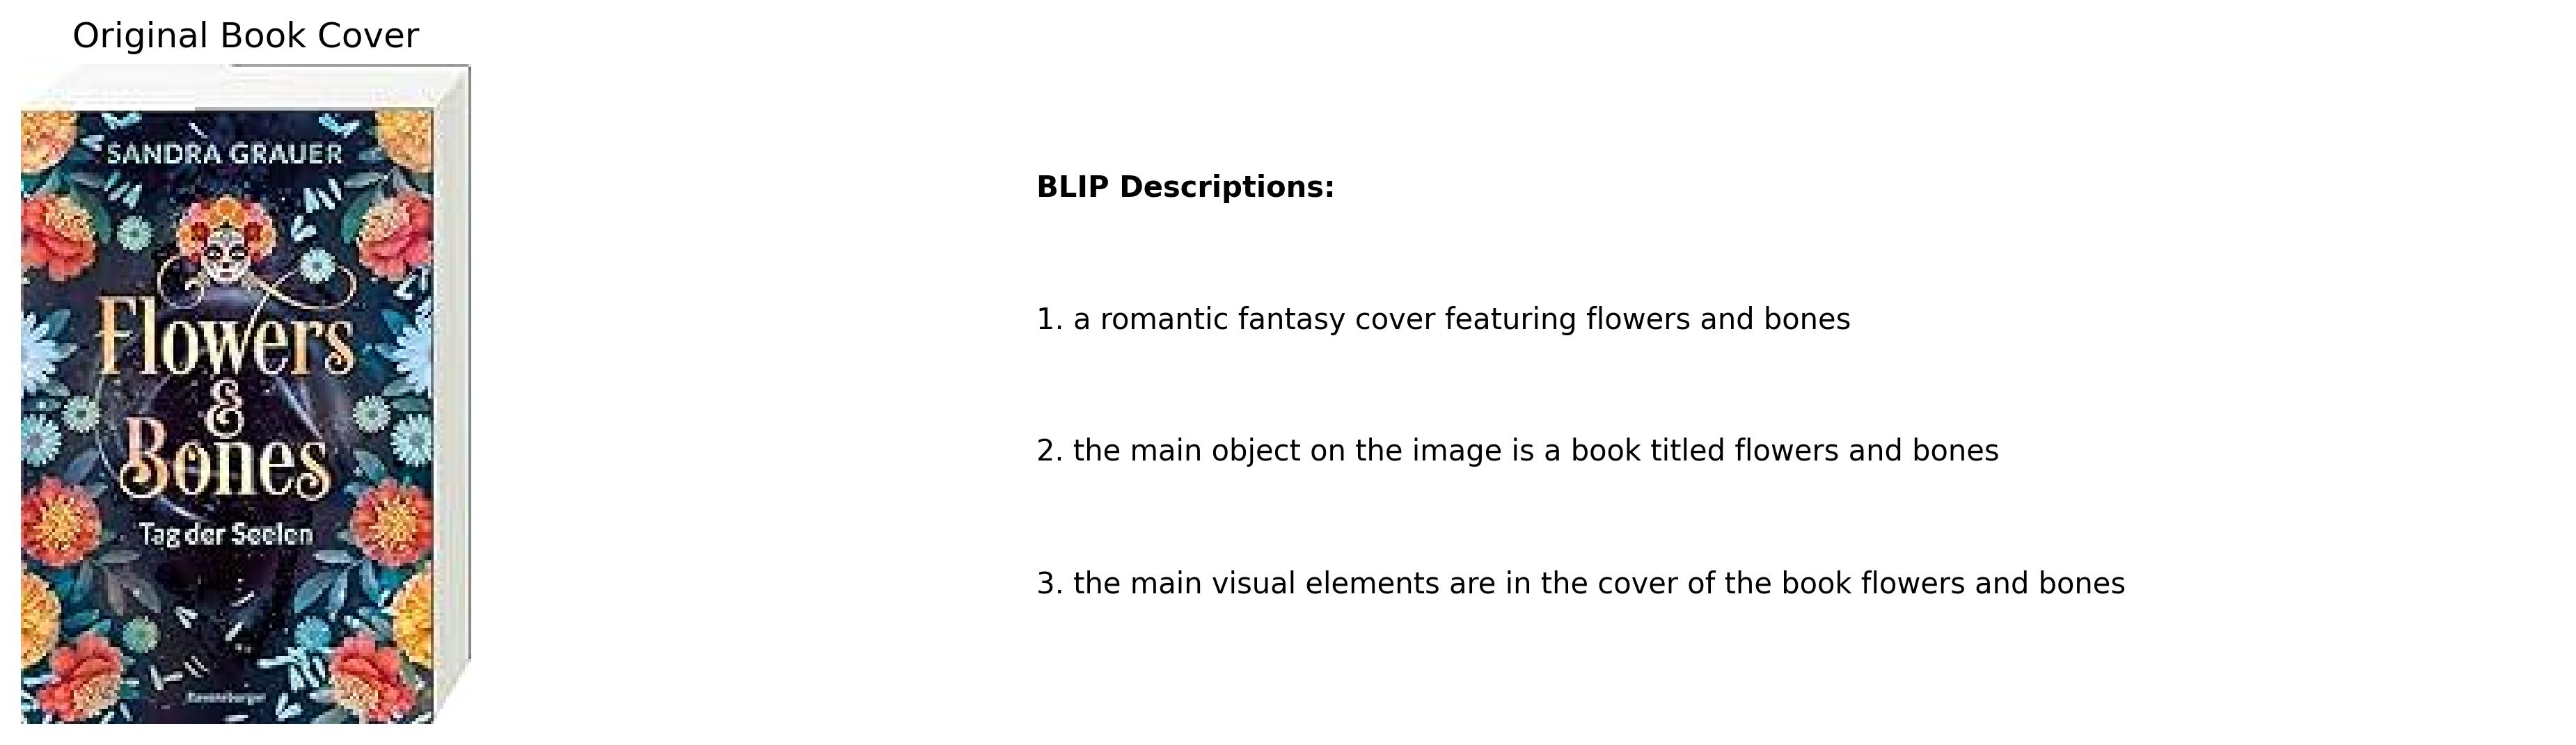 Original Book Cover
SANDRA GRAUER
Flowers
&
Bones
Tag der Seelen
Ravensburger
BLIP Descriptions:
1. a romantic fantasy cover featuring flowers and bones
2. the main object on the image is a book titled flowers and bones
3. the main visual elements are in the cover of the book flowers and bones